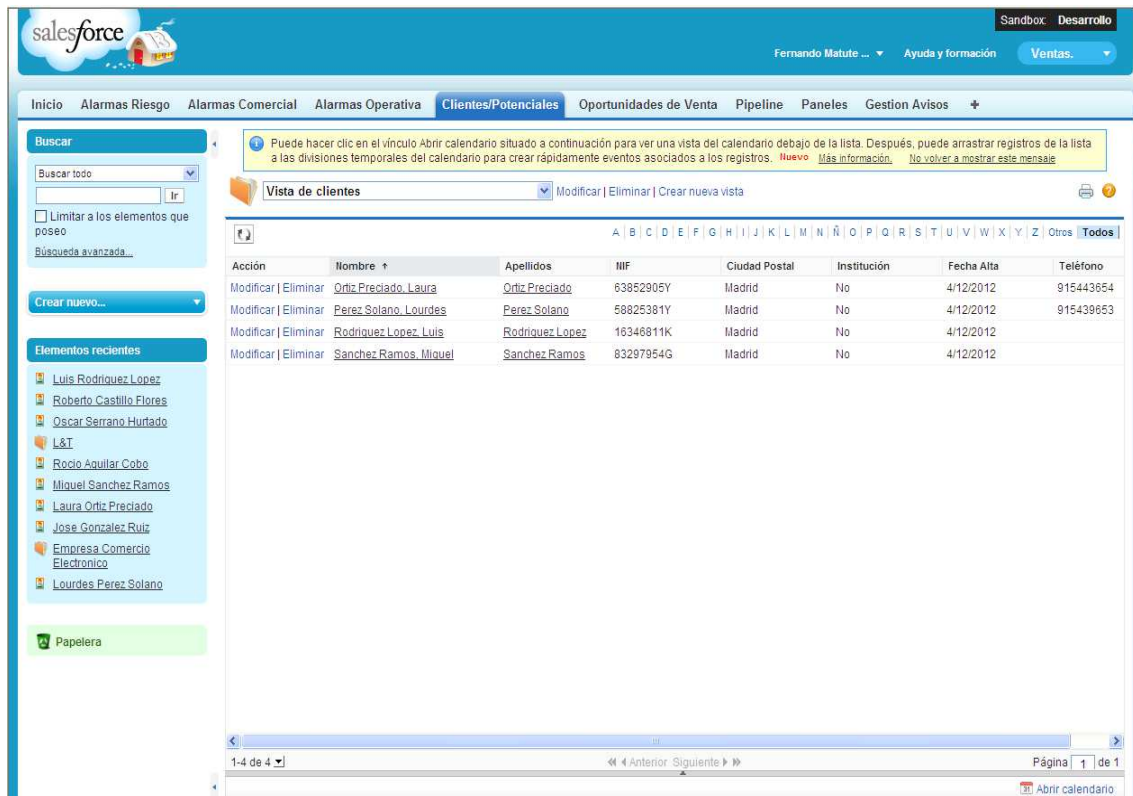 salesforce
Sandbox: Desarrollo
Fernando Matute ... Ayuda y formación Ventas.
Inicio Alarmas Riesgo Alarmas Comercial Alarmas Operativa Clientes/Potenciales Oportunidades de Venta Pipeline Paneles Gestion Avisos +
Buscar
Buscar todo
Ir
Limitar a los elementos que
poseo
Búsqueda avanzada...
Crear nuevo...
Elementos recientes
Luis Rodriguez Lopez
Roberto Castillo Flores
Oscar Serrano Hurtado
L&T
Rocio Aguilar Cobo
Miguel Sanchez Ramos
Laura Ortiz Preciado
Jose Gonzalez Ruiz
Empresa Comercio
Electronico
Lourdes Perez Solano
Papelera
Puede hacer clic en el vínculo Abrir calendario situado a continuación para ver una vista del calendario debajo de la lista. Después, puede arrastrar registros de la lista
a las divisiones temporales del calendario para crear rápidamente eventos asociados a los registros. Nuevo Más información. No volver a mostrar este mensaje
Vista de clientes Modificar | Eliminar | Crear nueva vista
A | B | C | D | E | F | G | H | I | J | K | L | M | N | Ñ | O | P | Q | R | S | T | U | V | W | X | Y | Z | Otros | Todos |
Acción Nombre ↑ Apellidos NIF Ciudad Postal Institución Fecha Alta Teléfono
Modificar | Eliminar Ortiz Preciado, Laura Ortiz Preciado 63852905Y Madrid No 4/12/2012 915443654
Modificar | Eliminar Perez Solano, Lourdes Perez Solano 58825381Y Madrid No 4/12/2012 915439653
Modificar | Eliminar Rodriguez Lopez, Luis Rodriguez Lopez 16346811K Madrid No 4/12/2012
Modificar | Eliminar Sanchez Ramos, Miguel Sanchez Ramos 83297954G Madrid No 4/12/2012
1-4 de 4 Anterior Siguiente Página 1 de 1
31 Abrir calendario